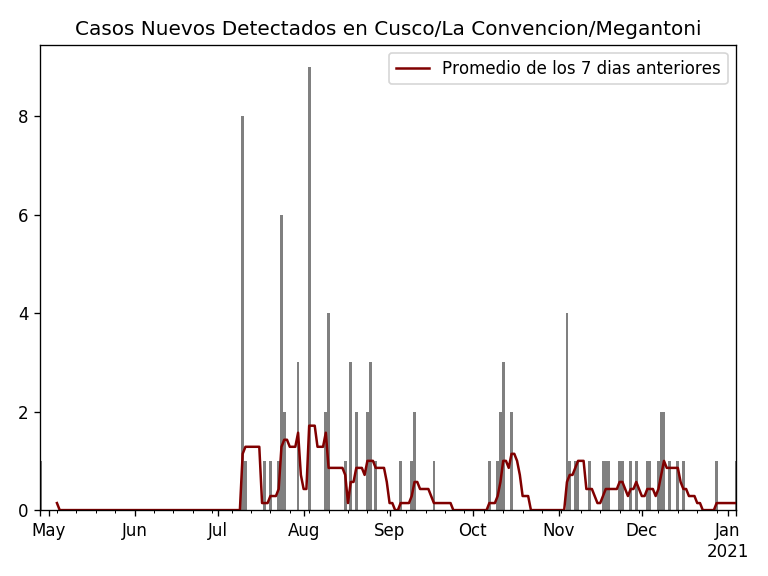 Casos Nuevos Detectados en Cusco/La Convencion/Megantoni
Promedio de los 7 dias anteriores
8
6
4
2
0
May Jun Jul Aug Sep Oct Nov Dec Jan
2021